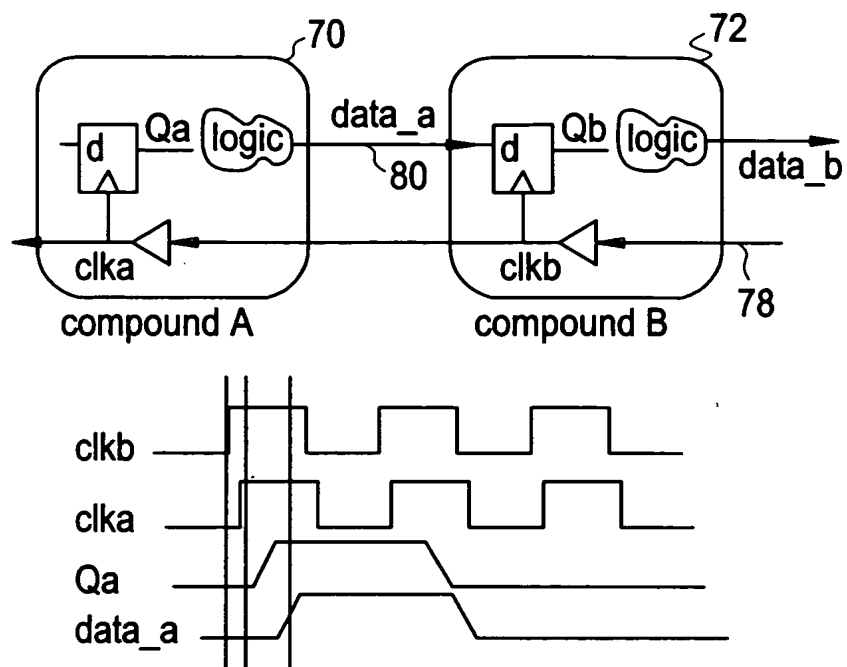 70
72
d
Qa
logic
data_a
80
d
Qb
logic
data_b
clka
clkb
78
compound A
compound B
clkb
clka
Qa
data_a